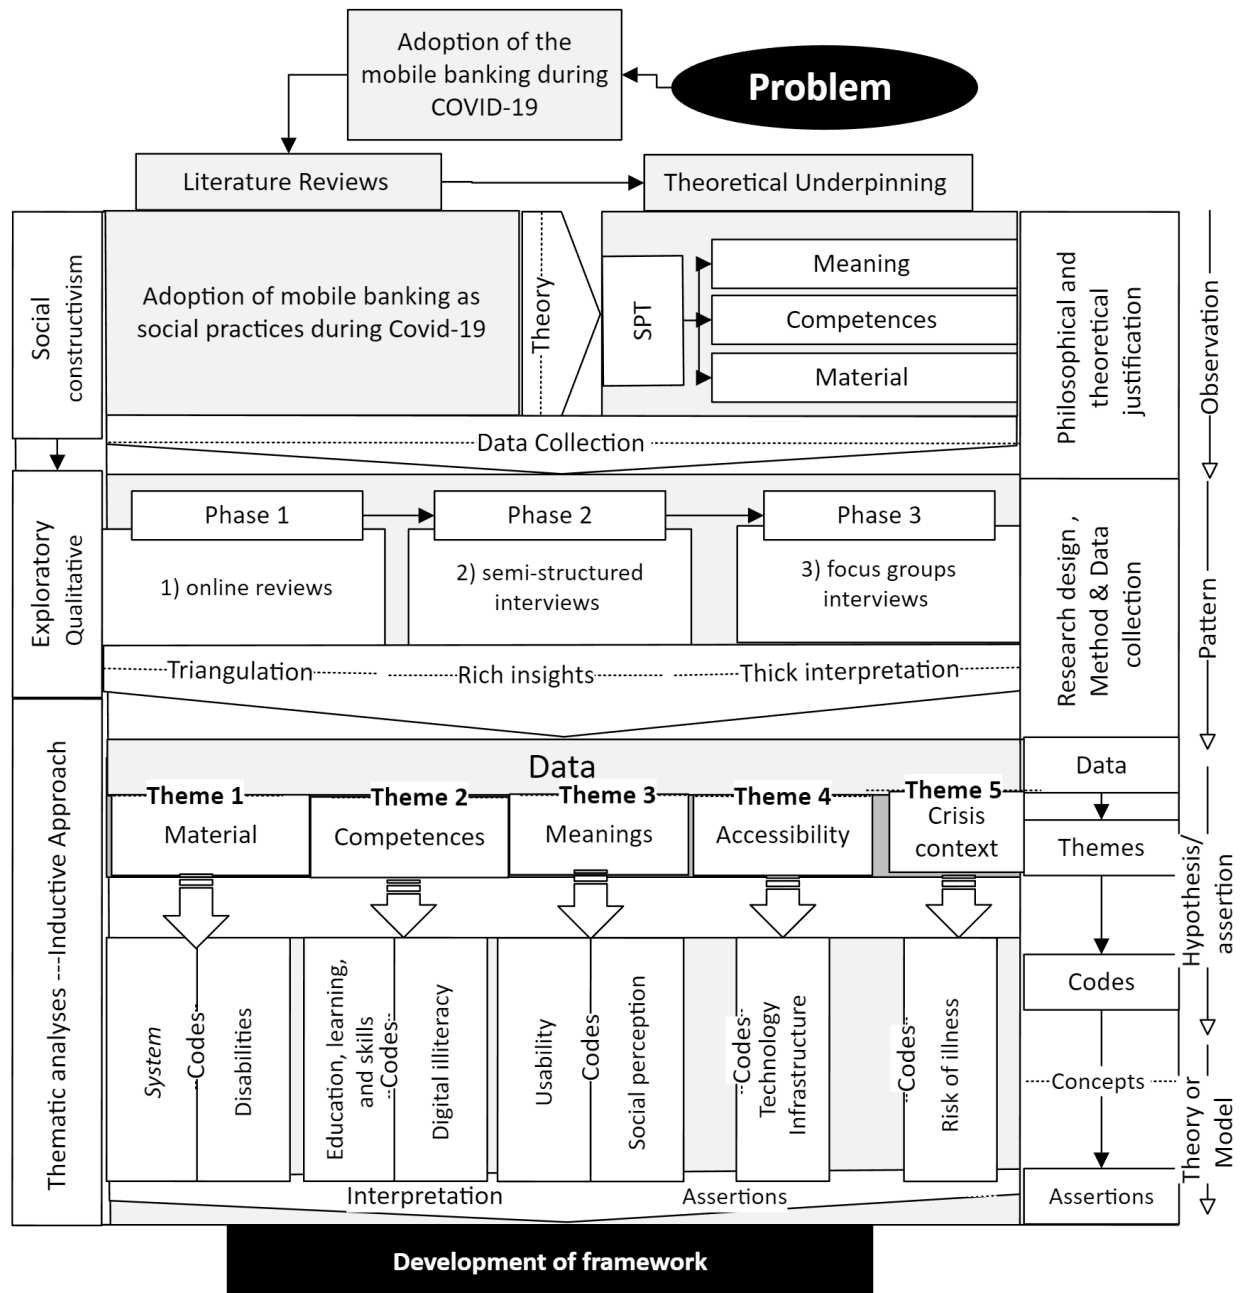 Adoption of the
mobile banking during
COVID-19
Problem
Literature Reviews
Theoretical Underpinning
Social
constructivism
Adoption of mobile banking as
social practices during Covid-19
Theory
SPT
Meaning
Competences
Material
Philosophical and
theoretical
justification
Observation
Data Collection
Exploratory
Qualitative
Phase 1
Phase 2
Phase 3
1) online reviews
2) semi-structured
interviews
3) focus groups
interviews
Research design ,
Method & Data
collection
Pattern
Triangulation
Rich insights
Thick interpretation
Thematic analyses ---Inductive Approach
Data
Data
Theme 1
Theme 2
Theme 3
Theme 4
Theme 5
Material
Competences
Meanings
Accessibility
Crisis
context
Themes
Hypothesis/
assertion
System
Codes
Disabilities
Education, learning,
and skills
Codes
Digital illiteracy
Usability
Codes
Social perception
Codes
Technology
Infrastructure
Codes
Risk of illness
Codes
Concepts
Theory or
Model
Interpretation
Assertions
Assertions
Development of framework